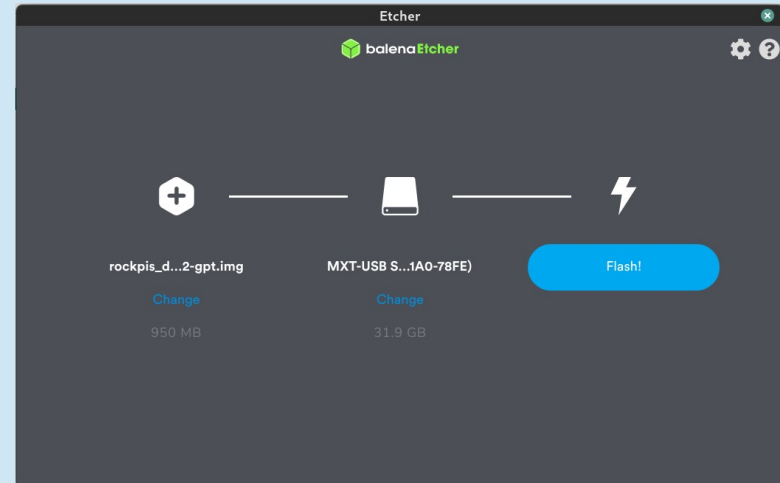 Etcher
balenaEtcher
rockpis_d...2-gpt.img
MXT-USB S...1A0-78FE)
Flash!
Change
Change
950 MB
31.9 GB